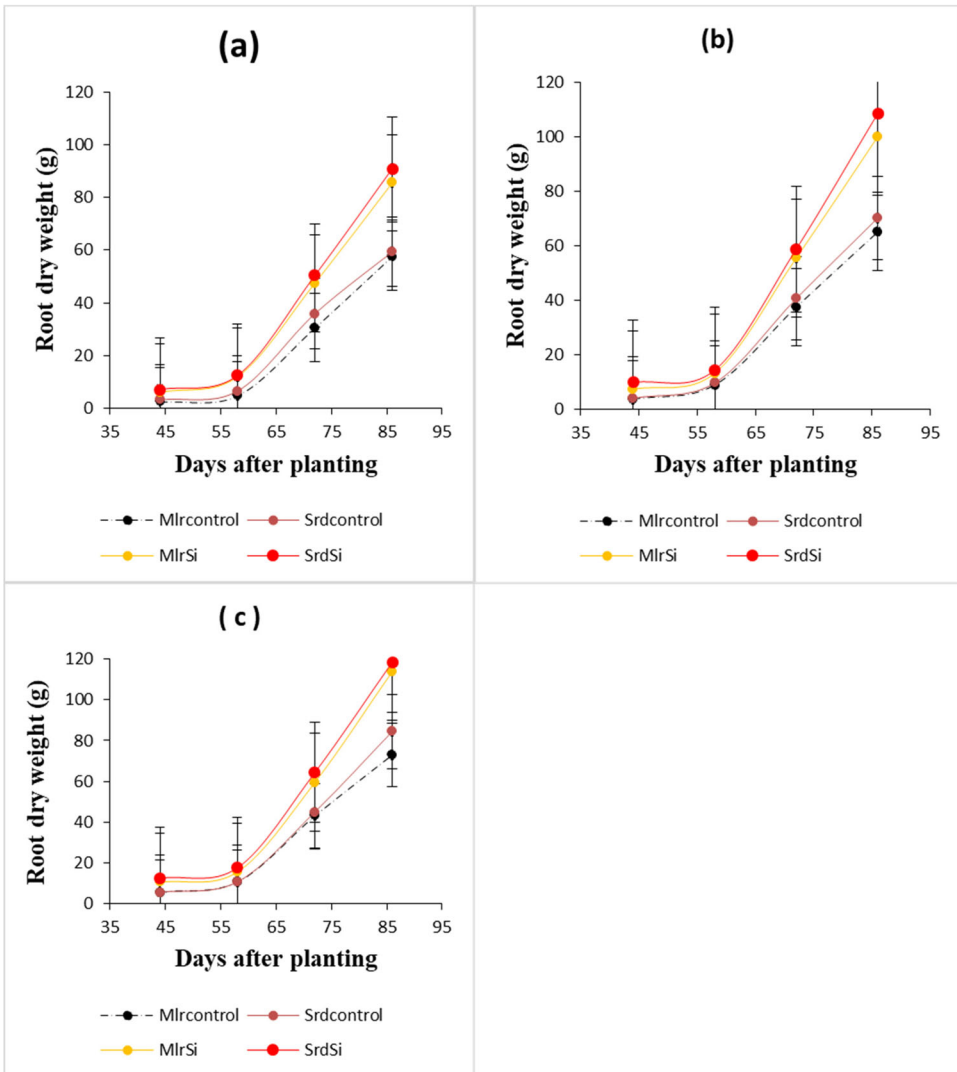 (a)
120
100
80
60
40
20
0
Root dry weight (g)
35 45 55 65 75 85 95
Days after planting
Mlrcontrol Srdcontrol
MlrSi SrdSi
(b)
120
100
80
60
40
20
0
Root dry weight (g)
35 45 55 65 75 85 95
Days after planting
Mlrcontrol Srdcontrol
MlrSi SrdSi
( c )
120
100
80
60
40
20
0
Root dry weight (g)
35 45 55 65 75 85 95
Days after planting
Mlrcontrol Srdcontrol
MlrSi SrdSi